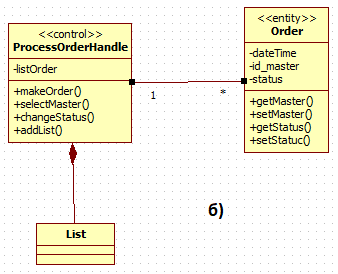 <<control>>
ProcessOrderHandle
-listOrder
+makeOrder()
+selectMaster()
+changeStatus()
+addList()
<<entity>>
Order
-dateTime
-id_master
-status
+getMaster()
+setMaster()
+getStatus()
+setStatuc()
1
*
List
б)